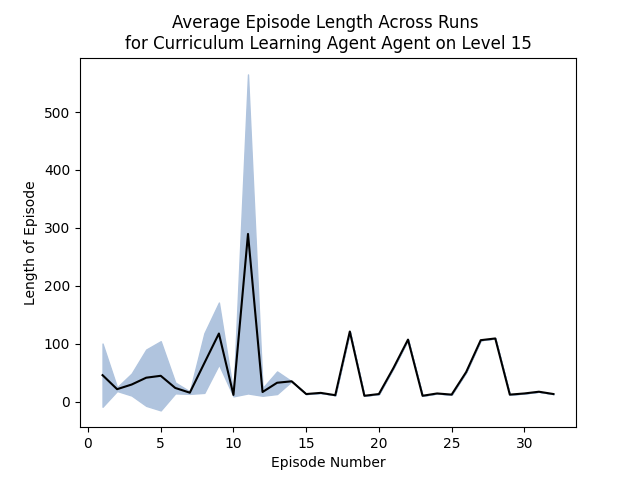 Average Episode Length Across Runs
for Curriculum Learning Agent Agent on Level 15
500
400
300
200
100
0
Length of Episode
0 5 10 15 20 25 30
Episode Number